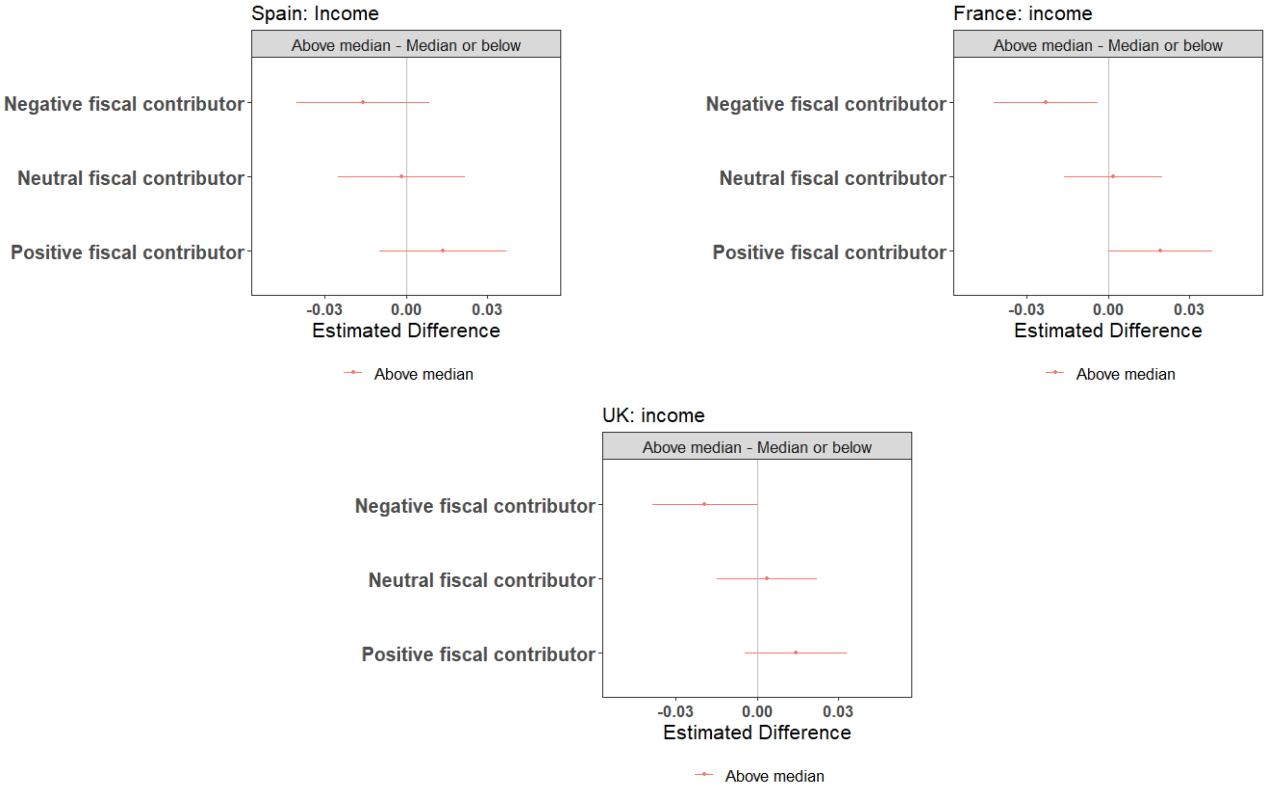 Spain: Income
Above median - Median or below
Negative fiscal contributor
Neutral fiscal contributor
Positive fiscal contributor
-0.03 0.00 0.03
Estimated Difference
Above median
France: income
Above median - Median or below
Negative fiscal contributor
Neutral fiscal contributor
Positive fiscal contributor
-0.03 0.00 0.03
Estimated Difference
Above median
UK: income
Above median - Median or below
Negative fiscal contributor
Neutral fiscal contributor
Positive fiscal contributor
-0.03 0.00 0.03
Estimated Difference
Above median